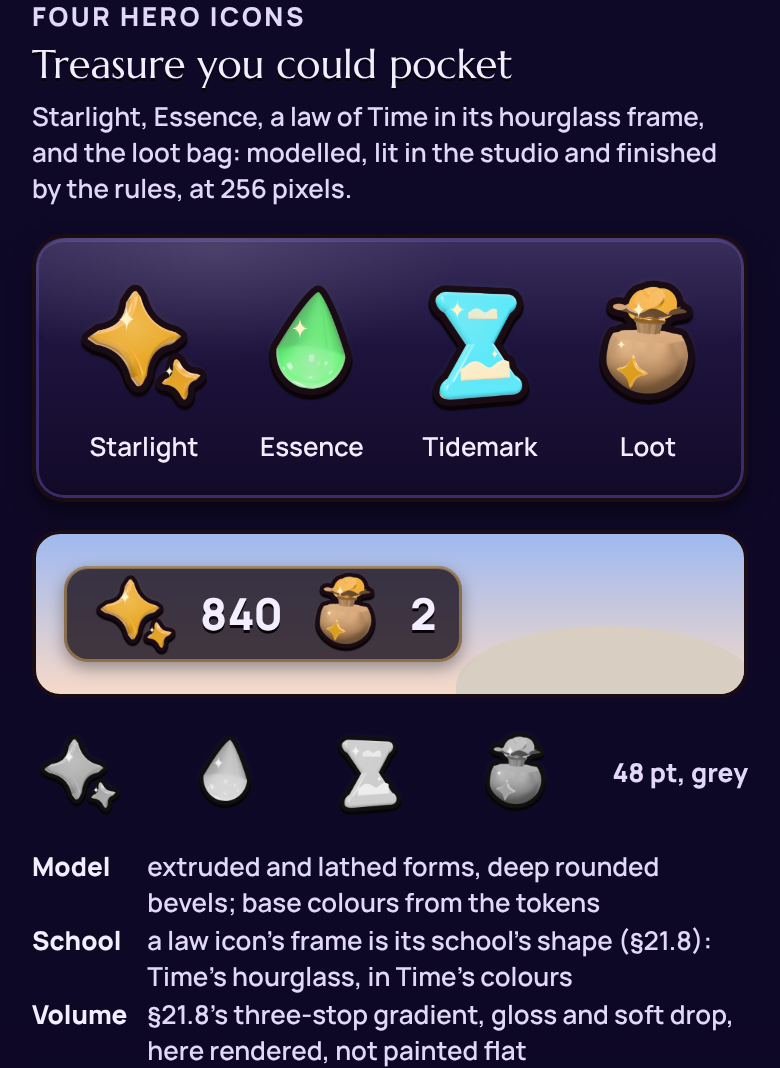 FOUR HERO ICONS
Treasure you could pocket
Starlight, Essence, a law of Time in its hourglass frame,
and the loot bag: modelled, lit in the studio and finished
by the rules, at 256 pixels.
Starlight Essence Tidemark Loot
840 2
48 pt, grey
Model extruded and lathed forms, deep rounded
bevels; base colours from the tokens
School a law icon’s frame is its school’s shape (§21.8):
Time’s hourglass, in Time’s colours
Volume §21.8’s three-stop gradient, gloss and soft drop,
here rendered, not painted flat